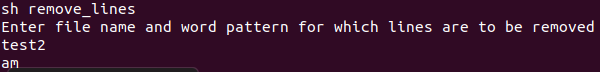 sh remove_lines
Enter file name and word pattern for which lines are to be removed
test2
am